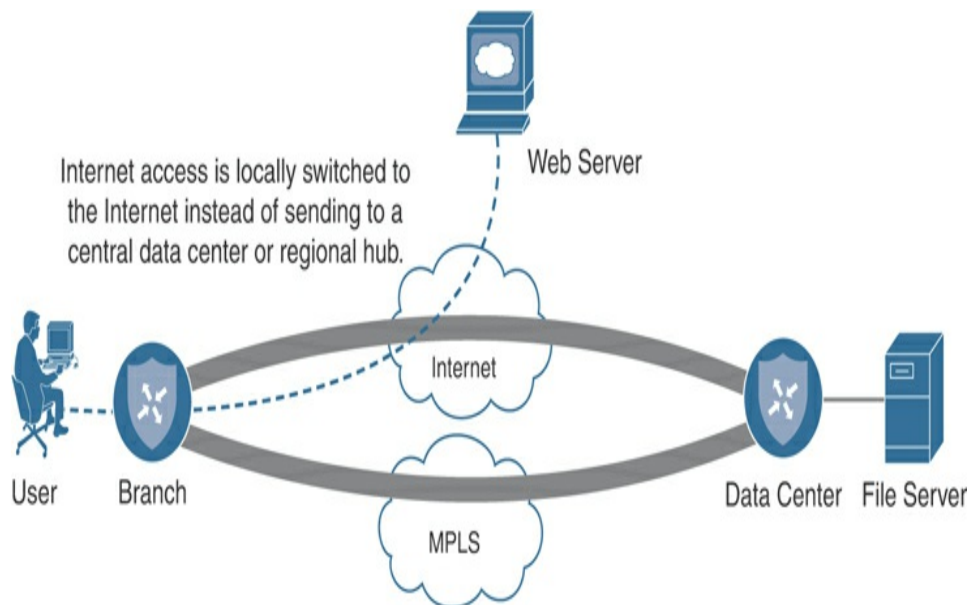 Web Server
Internet access is locally switched to
the Internet instead of sending to a
central data center or regional hub.
Internet
User
Branch
MPLS
Data Center
File Server